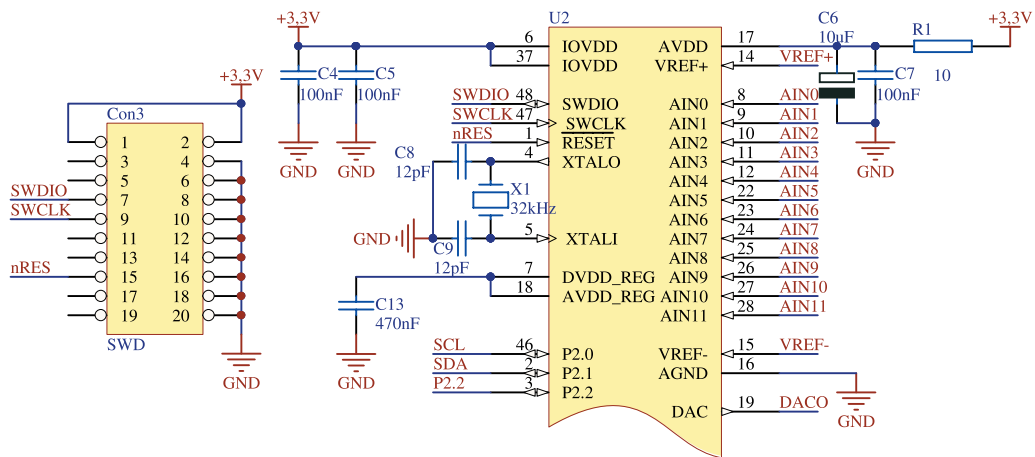 +3,3V
U2
C6
10uF
R1
+3,3V
6
IOVDD
AVDD
17
37
IOVDD
VREF+
14
VREF+
10
C4
100nF
C5
100nF
C7
100nF
+3,3V
Con3
SWDIO
48
SWDIO
AIN0
8
AIN0
SWCLK
47
SWCLK
AIN1
9
AIN1
nRES
1
RESET
AIN2
10
AIN2
C8
12pF
4
XTALO
AIN3
11
AIN3
GND
GND
GND
AIN4
12
AIN4
X1
32kHz
AIN5
22
AIN5
AIN6
23
AIN6
GND
C9
12pF
5
XTALI
AIN7
24
AIN7
AIN8
25
AIN8
7
DVDD_REG
AIN9
26
AIN9
18
AVDD_REG
AIN10
27
AIN10
C13
470nF
AIN11
28
AIN11
1 2
3 4
5 6
SWDIO 7 8
SWCLK 9 10
11 12
13 14
nRES 15 16
17 18
19 20
SWD
GND
GND
SCL
46
P2.0
VREF-
15
VREF-
SDA
2
P2.1
AGND
16
P2.2
3
P2.2
DAC
19
DACO
GND